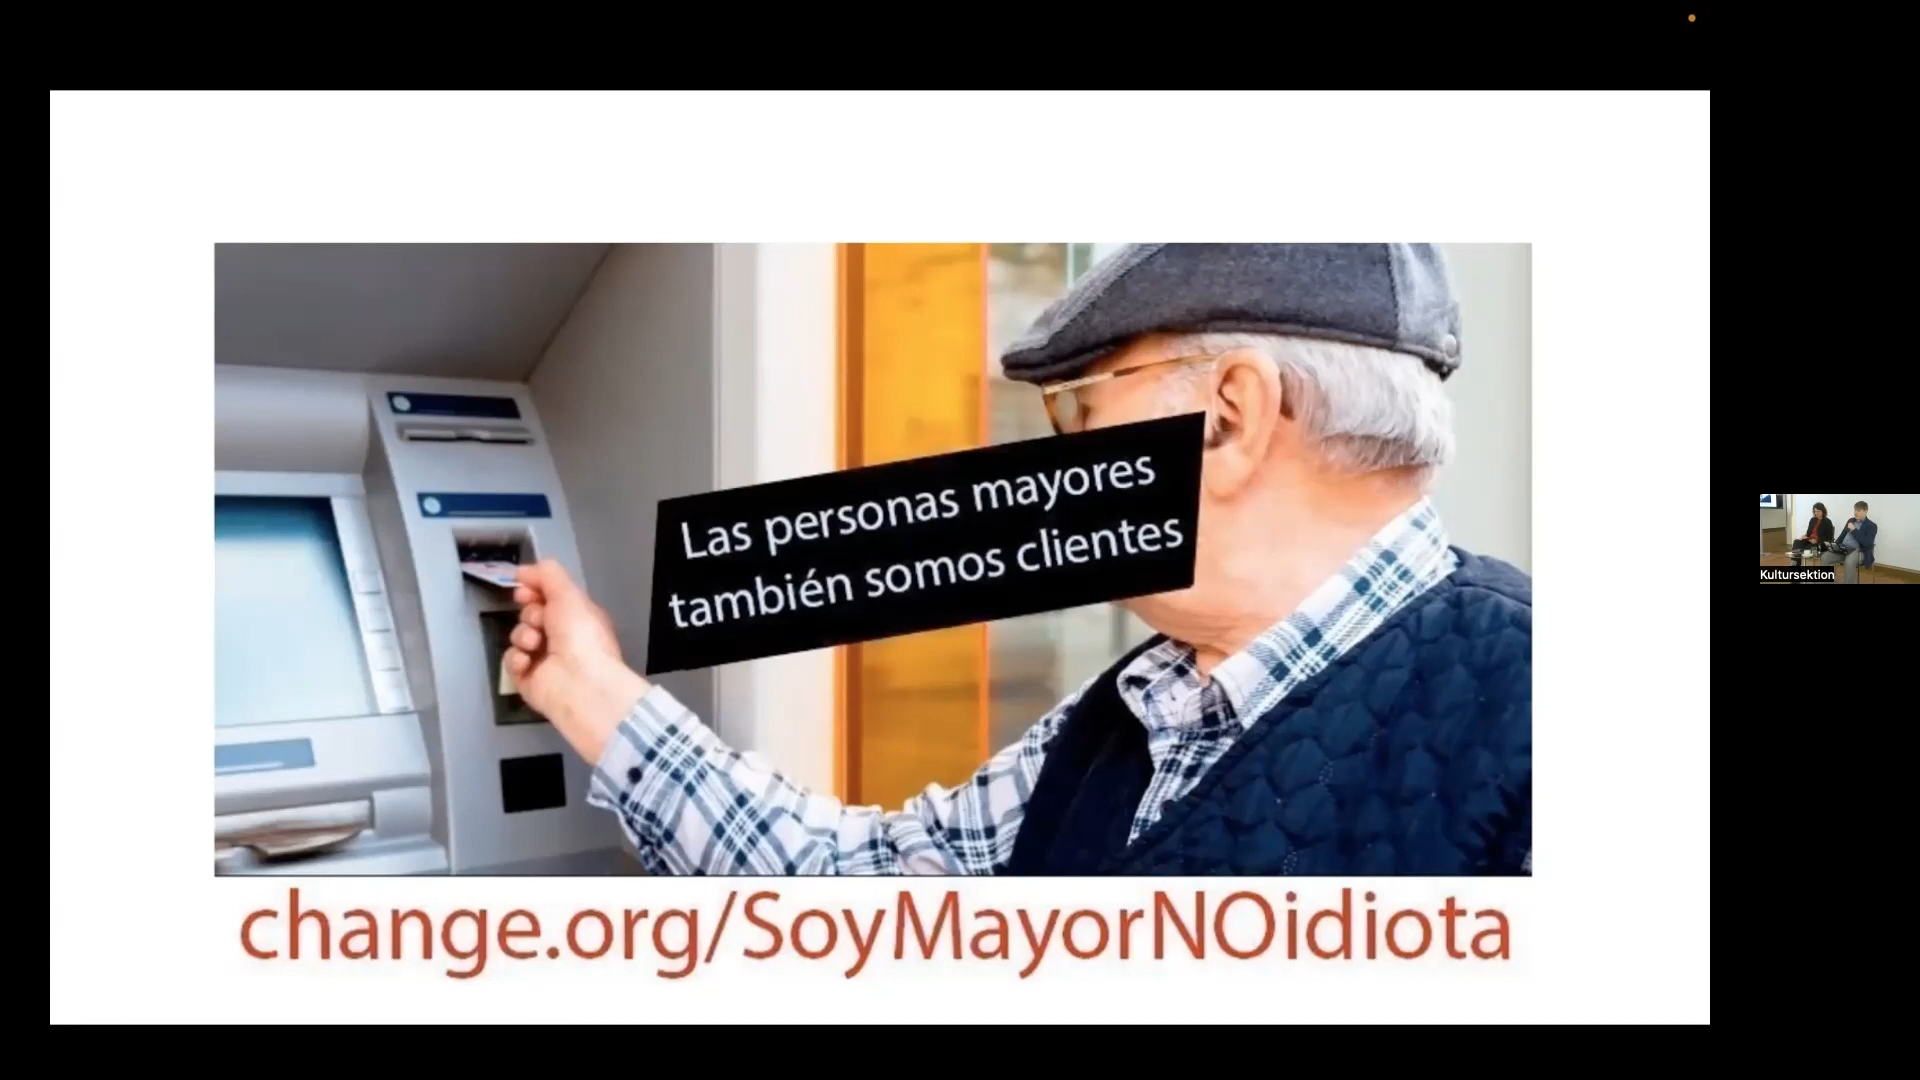 Las personas mayores
también somos clientes
change.org/SoyMayorNOidiota
Kultursektion